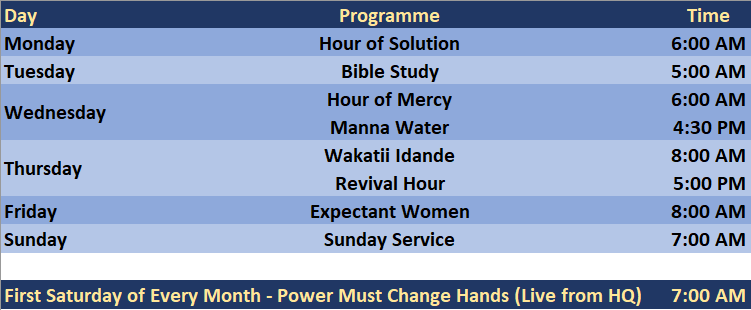 Day Programme Time
Monday Hour of Solution 6:00 AM
Tuesday Bible Study 5:00 AM
Wednesday Hour of Mercy 6:00 AM
Manna Water 4:30 PM
Thursday Wakatii Idande 8:00 AM
Revival Hour 5:00 PM
Friday Expectant Women 8:00 AM
Sunday Sunday Service 7:00 AM
First Saturday of Every Month - Power Must Change Hands (Live from HQ) 7:00 AM